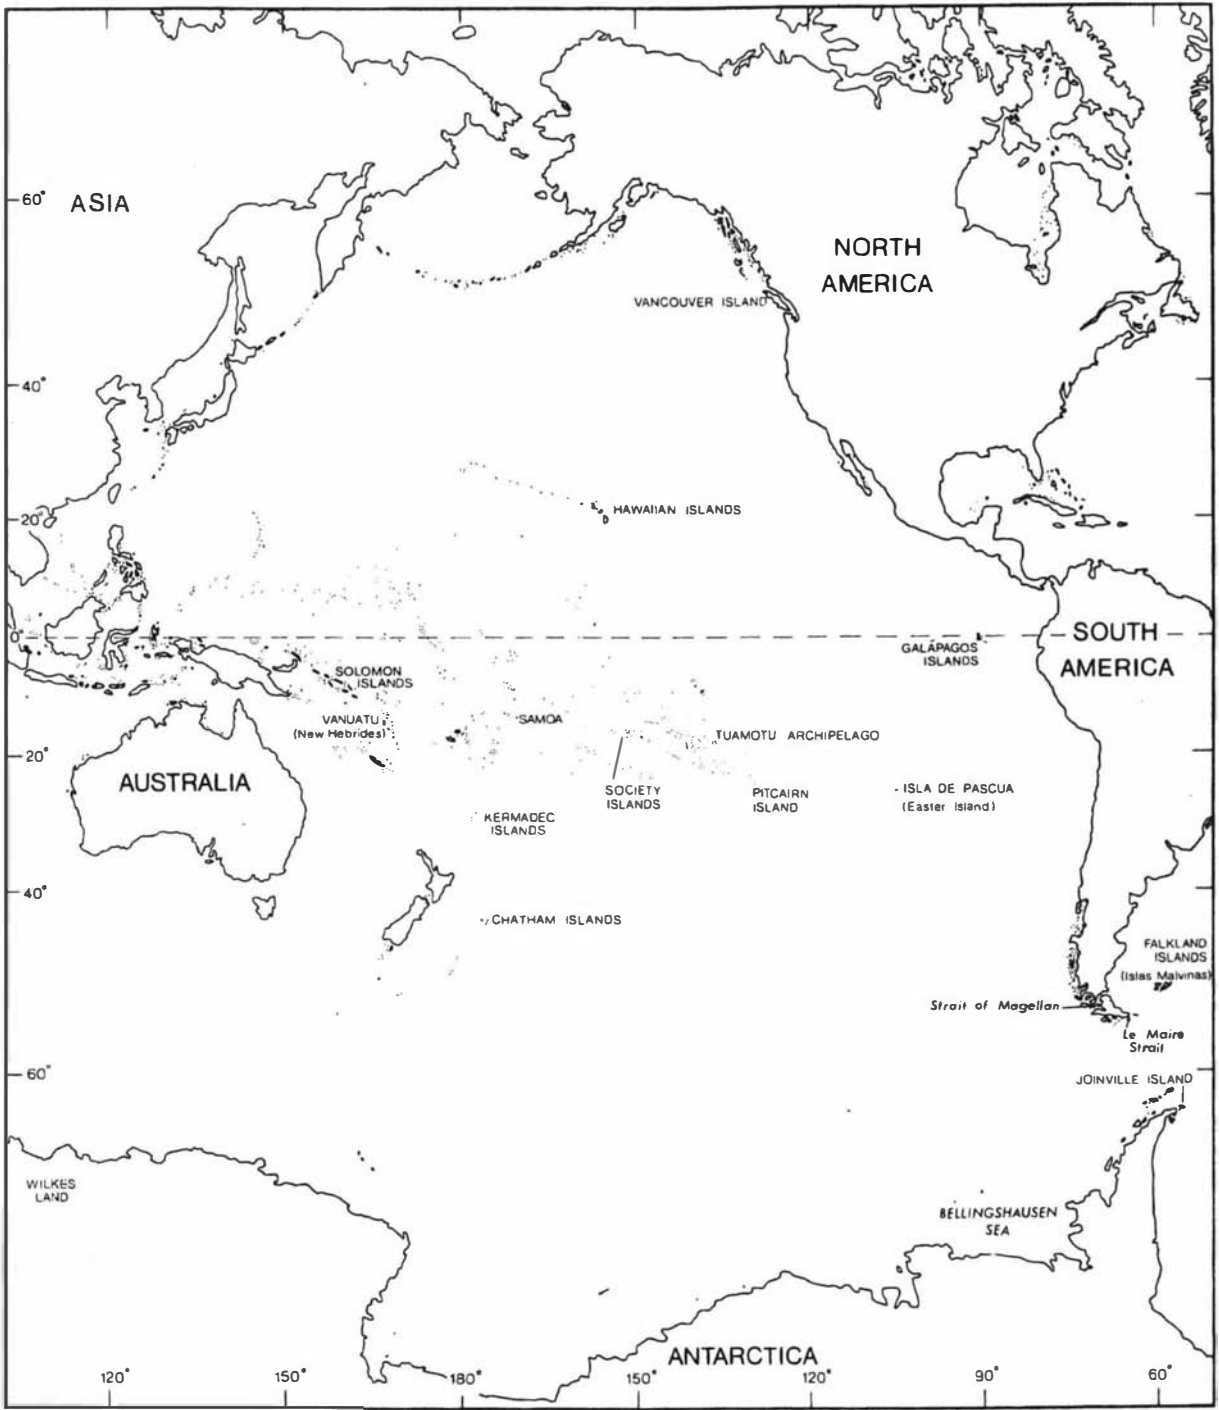 60°
ASIA
NORTH
AMERICA
VANCOUVER ISLAND
40°
20°
HAWAIIAN ISLANDS
0°
SOUTH
AMERICA
GALÁPAGOS
ISLANDS
SOLOMON
ISLANDS
VANUATU
(New Hebrides)
SAMOA
TUAMOTU ARCHIPELAGO
20°
AUSTRALIA
SOCIETY
ISLANDS
PITCAIRN
ISLAND
ISLA DE PASCUA
(Easter Island)
KERMADEC
ISLANDS
40°
CHATHAM ISLANDS
FALKLAND
ISLANDS
(Islas Malvinas)
Strait of Magellan
Le Maire
Strait
60°
JOINVILLE ISLAND
WILKES
LAND
BELLINGSHAUSEN
SEA
ANTARCTICA
120°
150°
180°
150°
120°
90°
60°